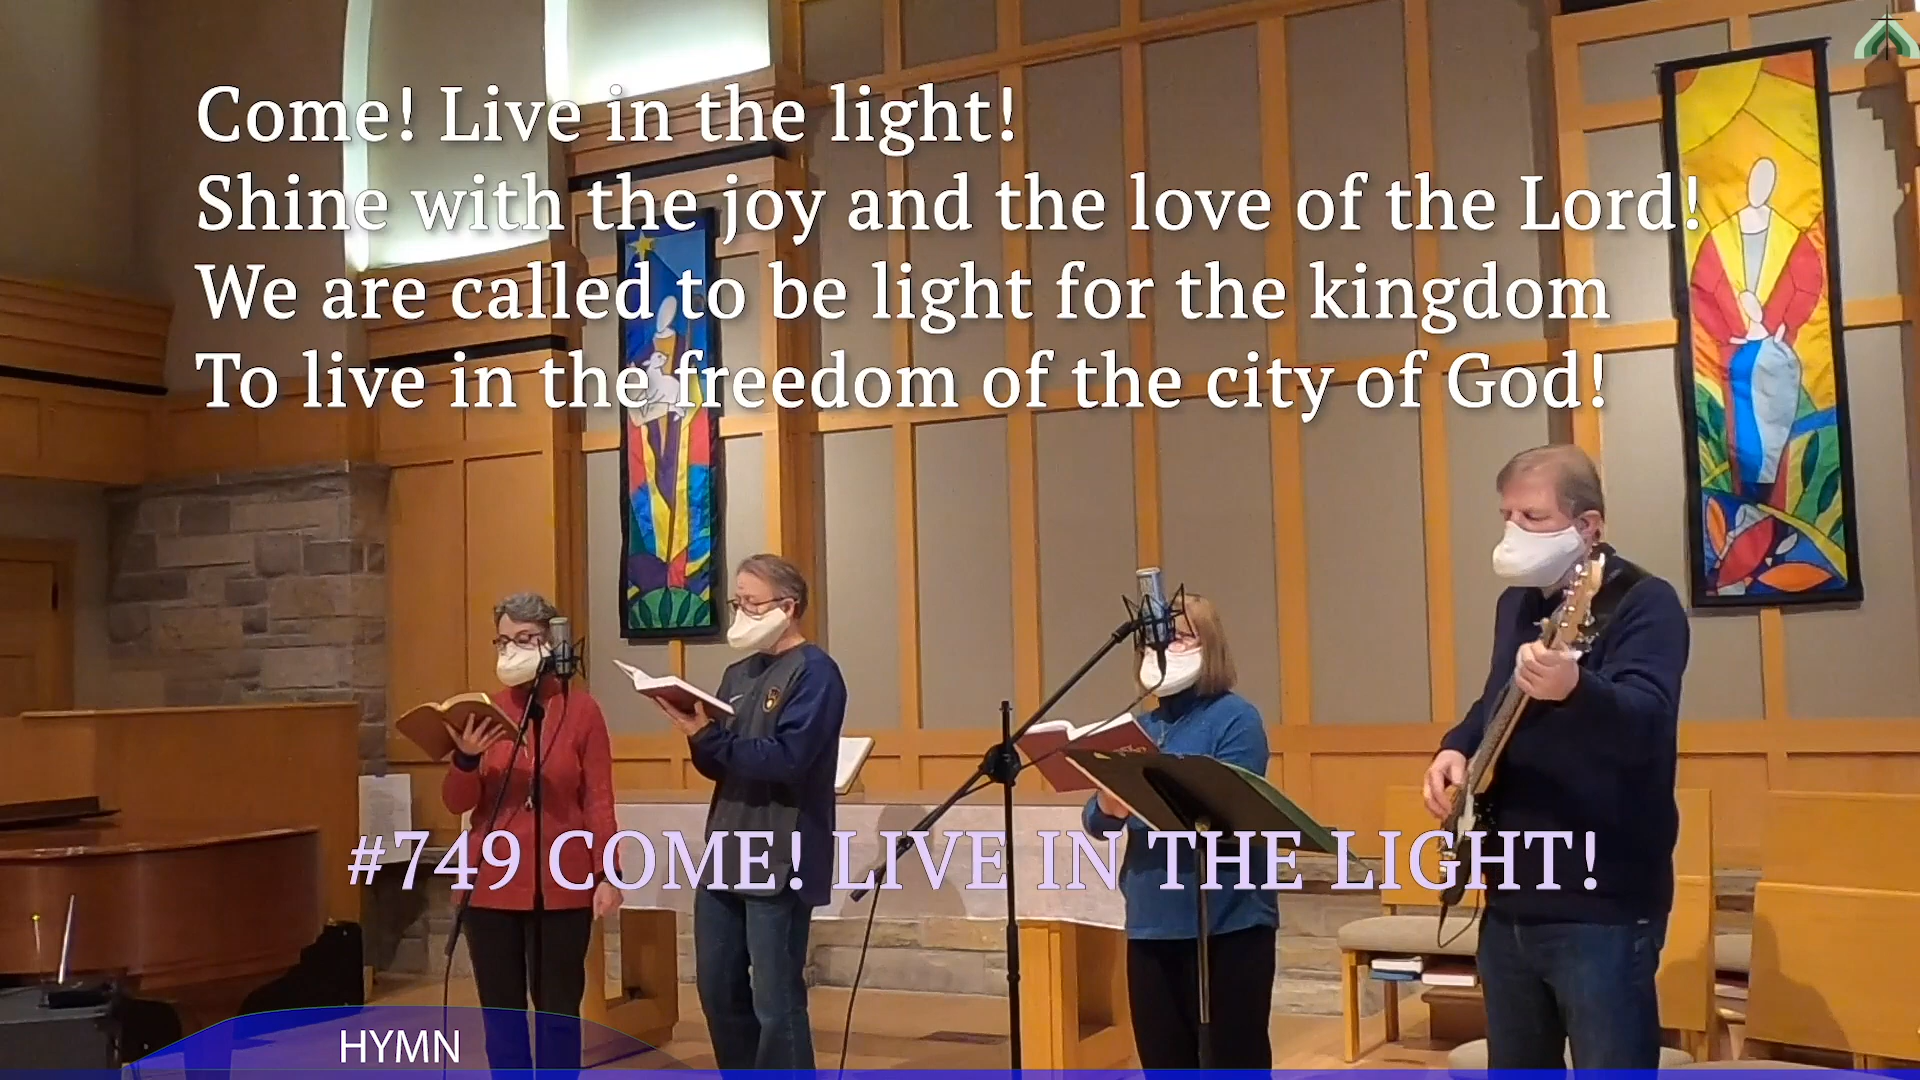 Come! Live in the light!
Shine with the joy and the love of the Lord!
We are called to be light for the kingdom
To live in the freedom of the city of God!
#749 COME! LIVE IN THE LIGHT!
HYMN